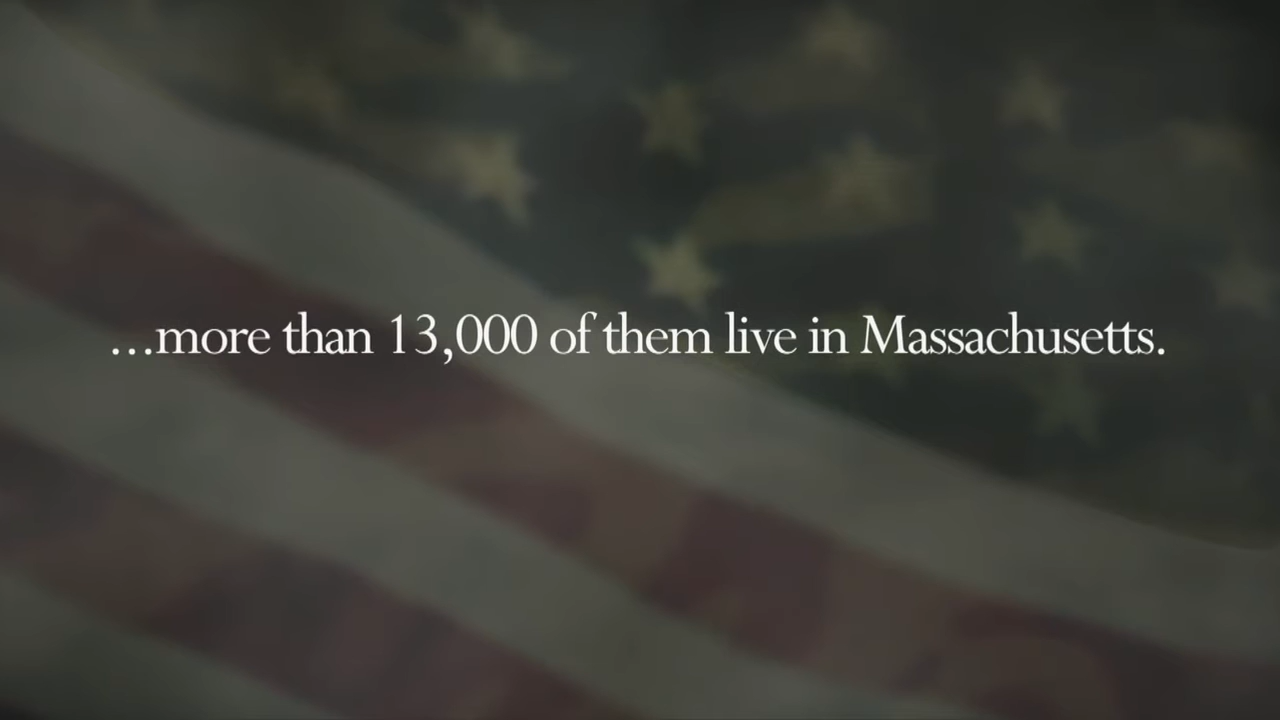 ...more than 13,000 of them live in Massachusetts.